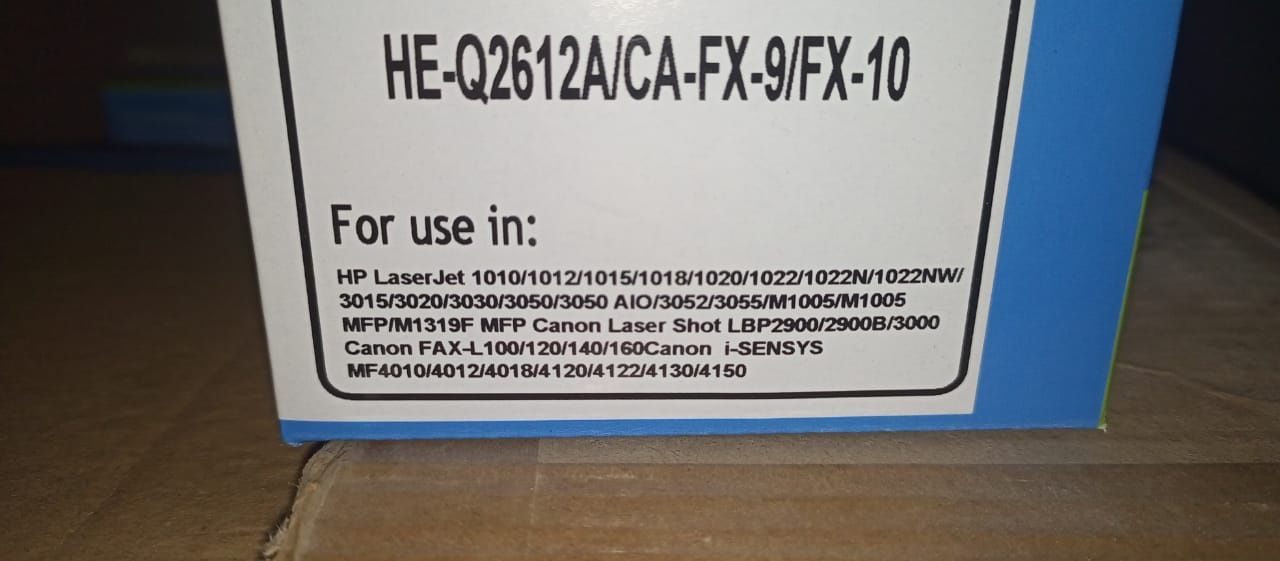 HE-Q2612A/CA-FX-9/FX-10
For use in:
HP LaserJet 1010/1012/1015/1018/1020/1022/1022N/1022NW/
3015/3020/3030/3050/3050 AIO/3052/3055/M1005/M1005
MFP/M1319F MFP Canon Laser Shot LBP2900/2900B/3000
Canon FAX-L100/120/140/160Canon i-SENSYS
MF4010/4012/4018/4120/4122/4130/4150